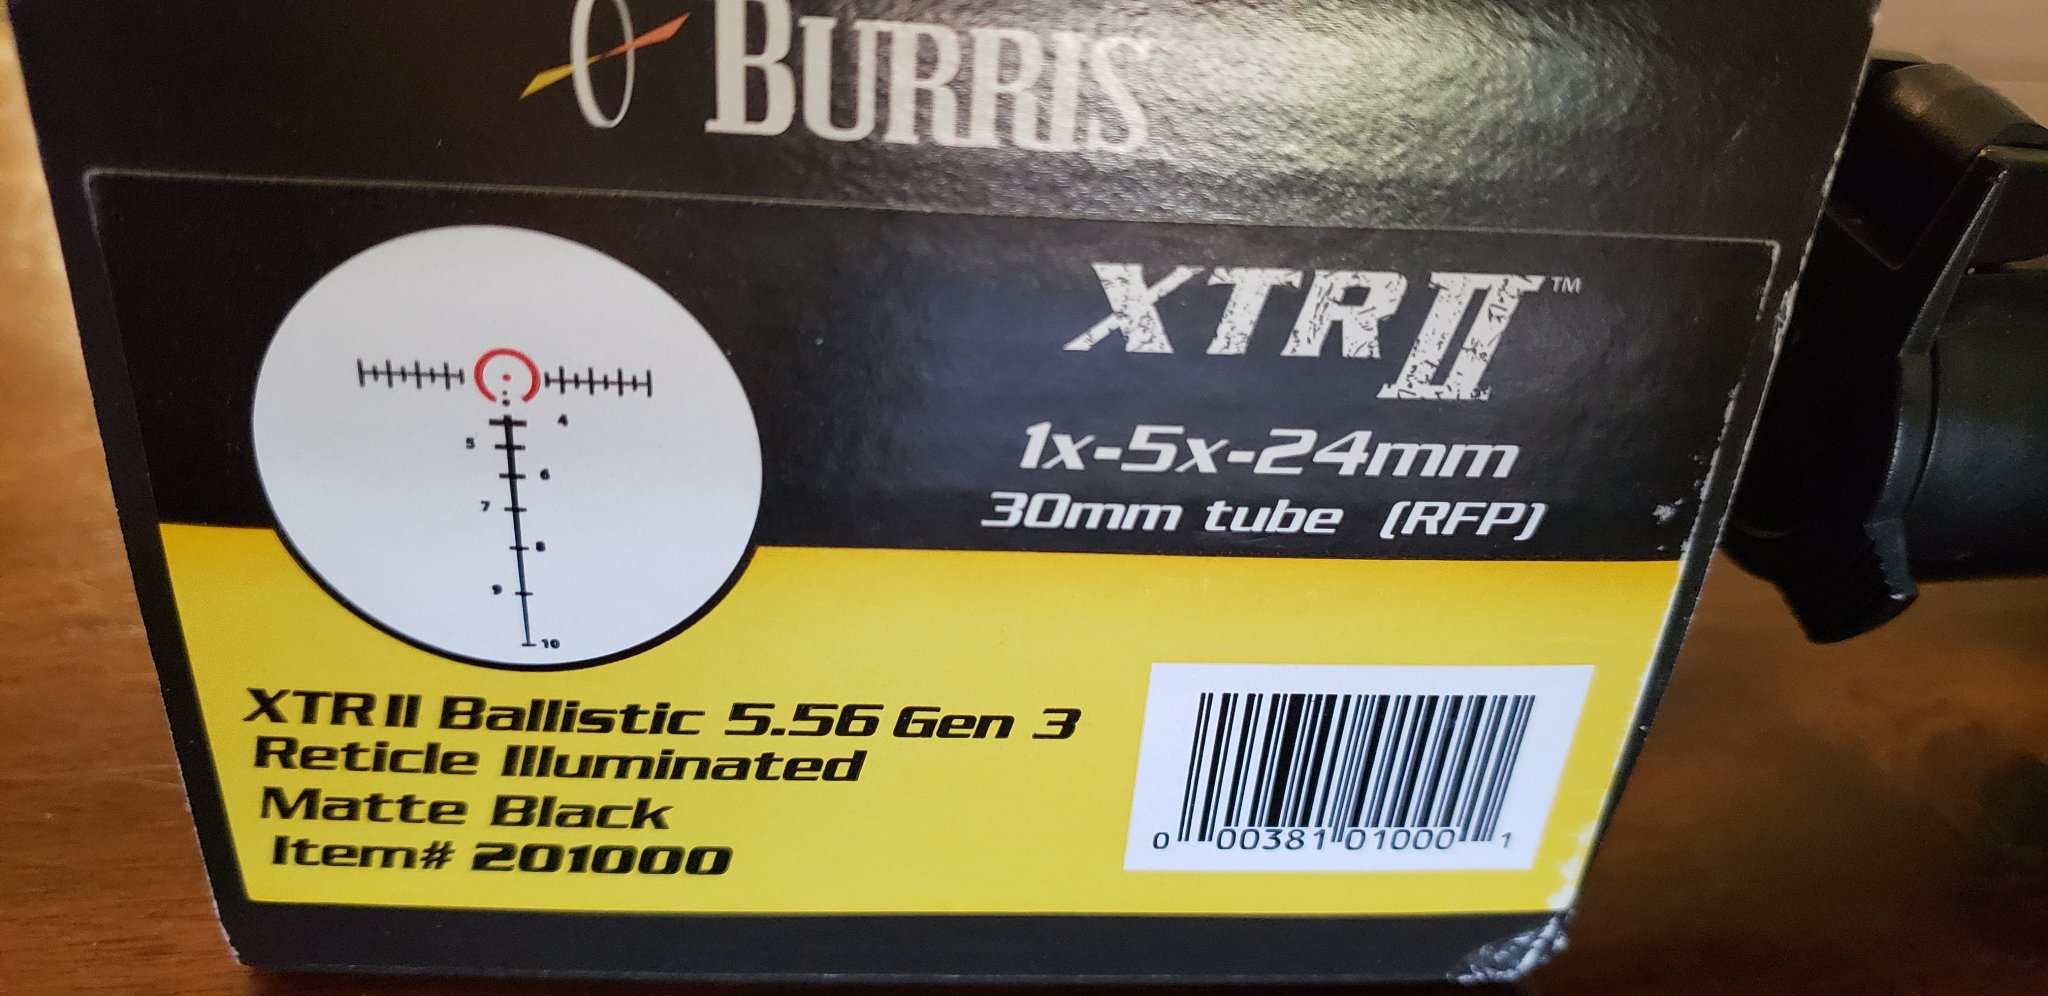 BURRIS
XTR II™
1x-5x-24mm
30mm tube (RFP)
4
5
6
7
8
9
10
XTR II Ballistic 5.56 Gen 3
Reticle Illuminated
Matte Black
Item# 201000
0 00381 01000 1